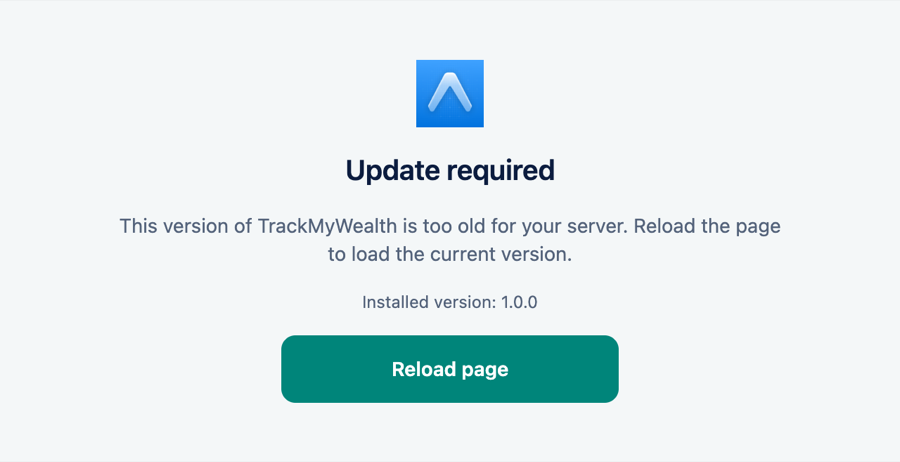 Update required
This version of TrackMyWealth is too old for your server. Reload the page
to load the current version.
Installed version: 1.0.0
Reload page